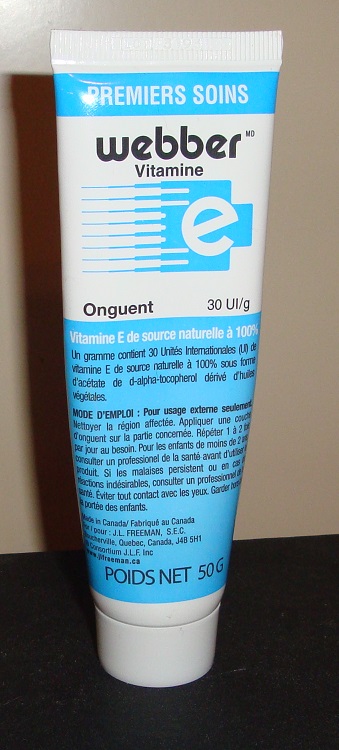 PREMIERS SOINS
webber MD
Vitamine
e
Onguent 30 UI/g
Vitamine E de source naturelle à 100%
Un gramme contient 30 Unités Internationales (UI) de
vitamine E de source naturelle à 100% sous forme
d'acétate de d-alpha-tocopherol dérivé d'huiles
végétales.
MODE D'EMPLOI : Pour usage externe seulement.
Nettoyer la région affectée. Appliquer une couche
d'onguent sur la partie concernée. Répéter 1 à 2 fois
par jour au besoin. Pour les enfants de moins de 2 ans
consulter un professionel de la santé avant d'utiliser
produit. Si les malaises persistent ou en cas
réactions indésirables, consulter un professionel de
santé. Éviter tout contact avec les yeux. Garder hors
la portée des enfants.
Made in Canada/ Fabriqué au Canada
pour : J.L. FREEMAN, S.E.C.
Boucherville, Quebec, Canada, J4B 5H1
Consortium J.L.F. Inc
www.jlfreeman.ca
POIDS NET 50 G